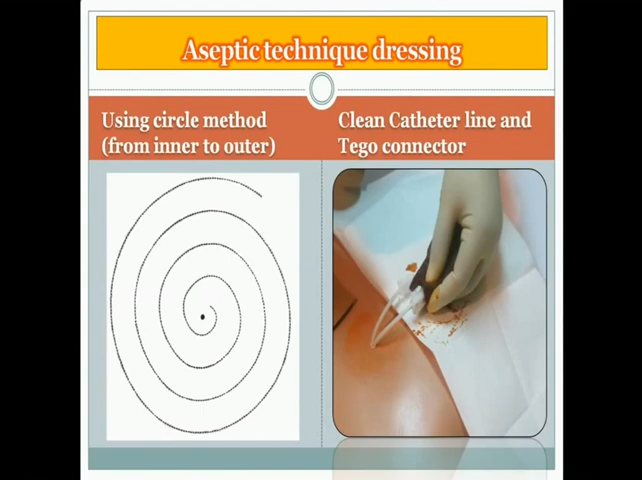 Aseptic technique dressing
Using circle method
(from inner to outer)
Clean Catheter line and
Tego connector